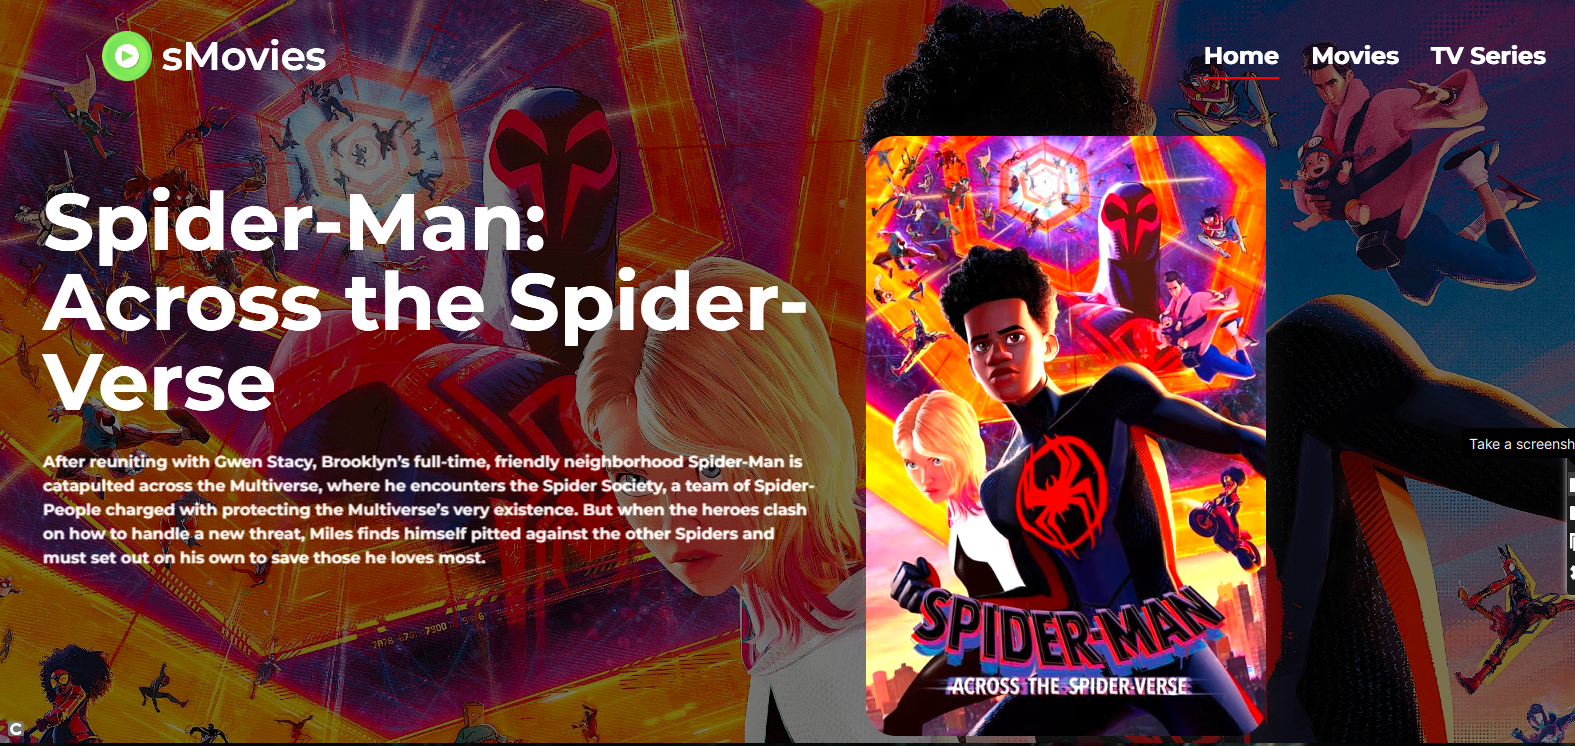 sMovies
Home Movies TV Series
Spider-Man:
Across the Spider-
Verse
After reuniting with Gwen Stacy, Brooklyn's full-time, friendly neighborhood Spider-Man is
catapulted across the Multiverse, where he encounters the Spider Society, a team of Spider-
People charged with protecting the Multiverse's very existence. But when the heroes clash
on how to handle a new threat, Miles finds himself pitted against the other Spiders and
must set out on his own to save those he loves most.
SPIDER-MAN
ACROSS THE SPIDER-VERSE
Take a screensh
C